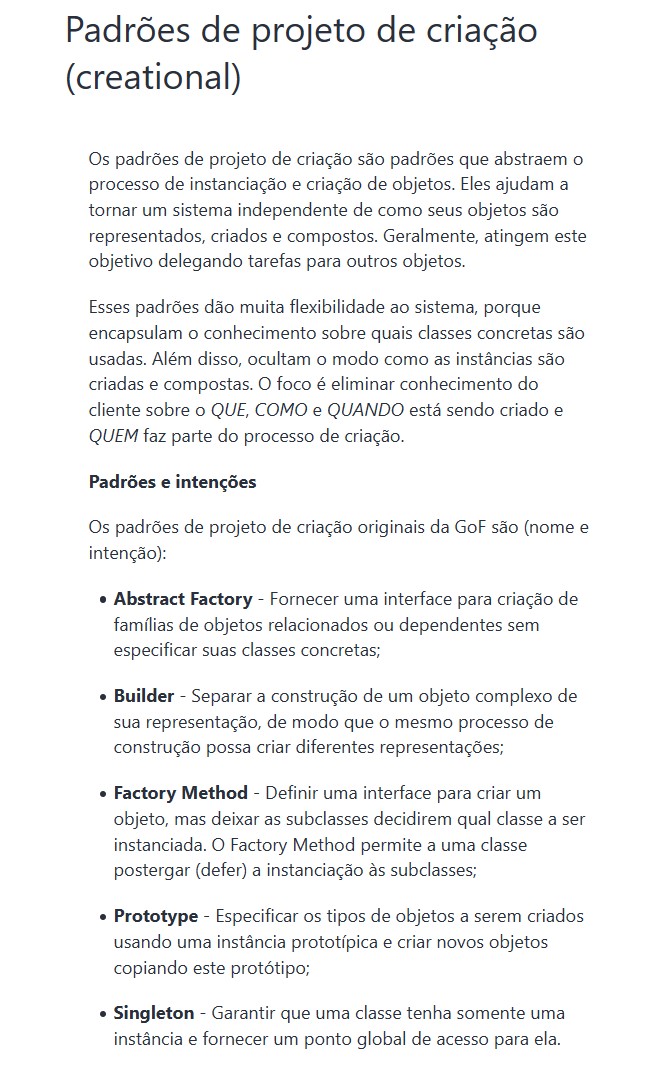 Padrões de projeto de criação
(creational)
Os padrões de projeto de criação são padrões que abstraem o
processo de instanciação e criação de objetos. Eles ajudam a
tornar um sistema independente de como seus objetos são
representados, criados e compostos. Geralmente, atingem este
objetivo delegando tarefas para outros objetos.
Esses padrões dão muita flexibilidade ao sistema, porque
encapsulam o conhecimento sobre quais classes concretas são
usadas. Além disso, ocultam o modo como as instâncias são
criadas e compostas. O foco é eliminar conhecimento do
cliente sobre o QUE, COMO e QUANDO está sendo criado e
QUEM faz parte do processo de criação.
Padrões e intenções
Os padrões de projeto de criação originais da GoF são (nome e
intenção):
• Abstract Factory - Fornecer uma interface para criação de
famílias de objetos relacionados ou dependentes sem
especificar suas classes concretas;
• Builder - Separar a construção de um objeto complexo de
sua representação, de modo que o mesmo processo de
construção possa criar diferentes representações;
• Factory Method - Definir uma interface para criar um
objeto, mas deixar as subclasses decidirem qual classe a ser
instanciada. O Factory Method permite a uma classe
postergar (defer) a instanciação às subclasses;
• Prototype - Especificar os tipos de objetos a serem criados
usando uma instância prototípica e criar novos objetos
copiando este protótipo;
• Singleton - Garantir que uma classe tenha somente uma
instância e fornecer um ponto global de acesso para ela.